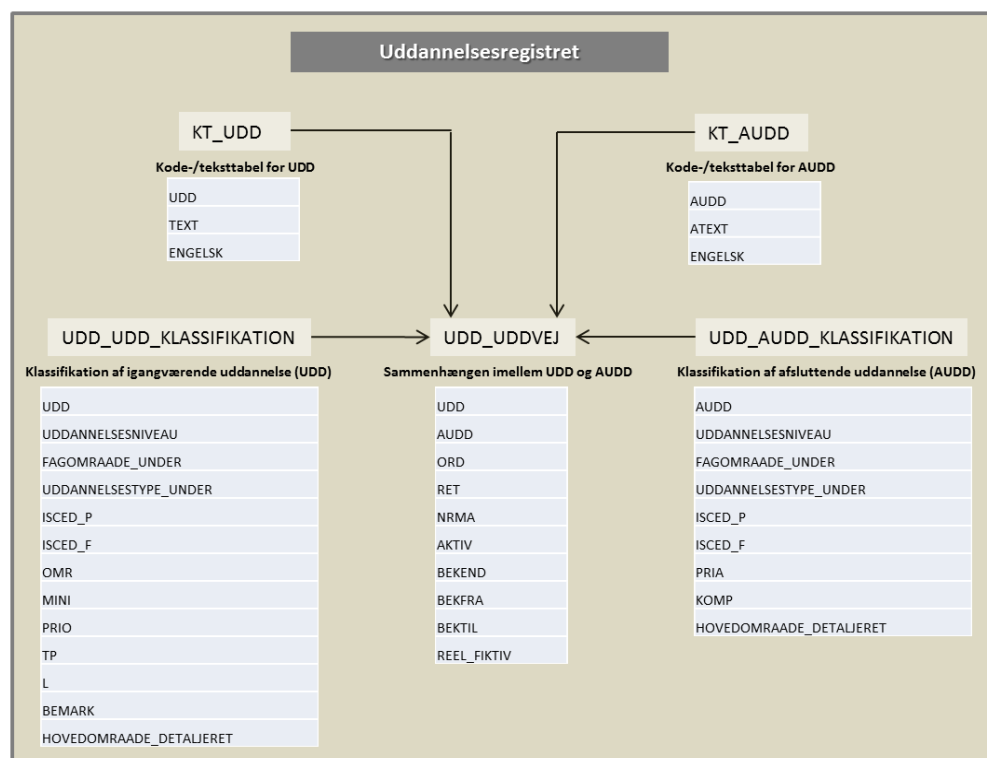 Uddannelsesregistret
KT_UDD
Kode-/teksttabel for UDD
UDD
TEXT
ENGELSK
KT_AUDD
Kode-/teksttabel for AUDD
AUDD
ATEXT
ENGELSK
UDD_UDD_KLASSIFIKATION
Klassifikation af igangværende uddannelse (UDD)
UDD
UDDANNELSESNIVEAU
FAGOMRAADE_UNDER
UDDANNELSESTYPE_UNDER
ISCED_P
ISCED_F
OMR
MINI
PRIO
TP
L
BEMARK
HOVEDOMRAADE_DETALJERET
UDD_UDDVEJ
Sammenhængen imellem UDD og AUDD
UDD
AUDD
ORD
RET
NRMA
AKTIV
BEKEND
BEKFRA
BEKTIL
REEL_FIKTIV
UDD_AUDD_KLASSIFIKATION
Klassifikation af afsluttende uddannelse (AUDD)
AUDD
UDDANNELSESNIVEAU
FAGOMRAADE_UNDER
UDDANNELSESTYPE_UNDER
ISCED_P
ISCED_F
PRIA
KOMP
HOVEDOMRAADE_DETALJERET